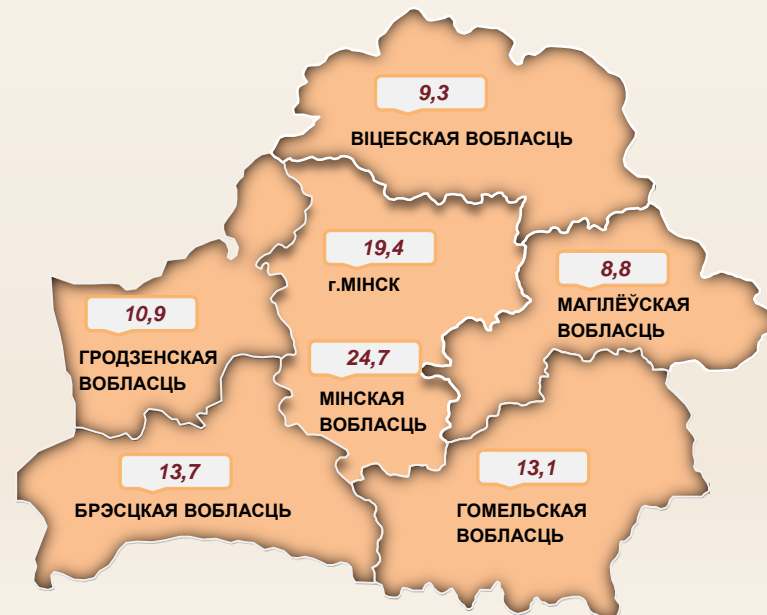 9,3
ВІЦЕБСКАЯ ВОБЛАСЦЬ
19,4
г.МІНСК
8,8
МАГІЛЁЎСКАЯ
ВОБЛАСЦЬ
10,9
ГРОДЗЕНСКАЯ
ВОБЛАСЦЬ
24,7
МІНСКАЯ
ВОБЛАСЦЬ
13,7
БРЭСЦКАЯ ВОБЛАСЦЬ
13,1
ГОМЕЛЬСКАЯ
ВОБЛАСЦЬ